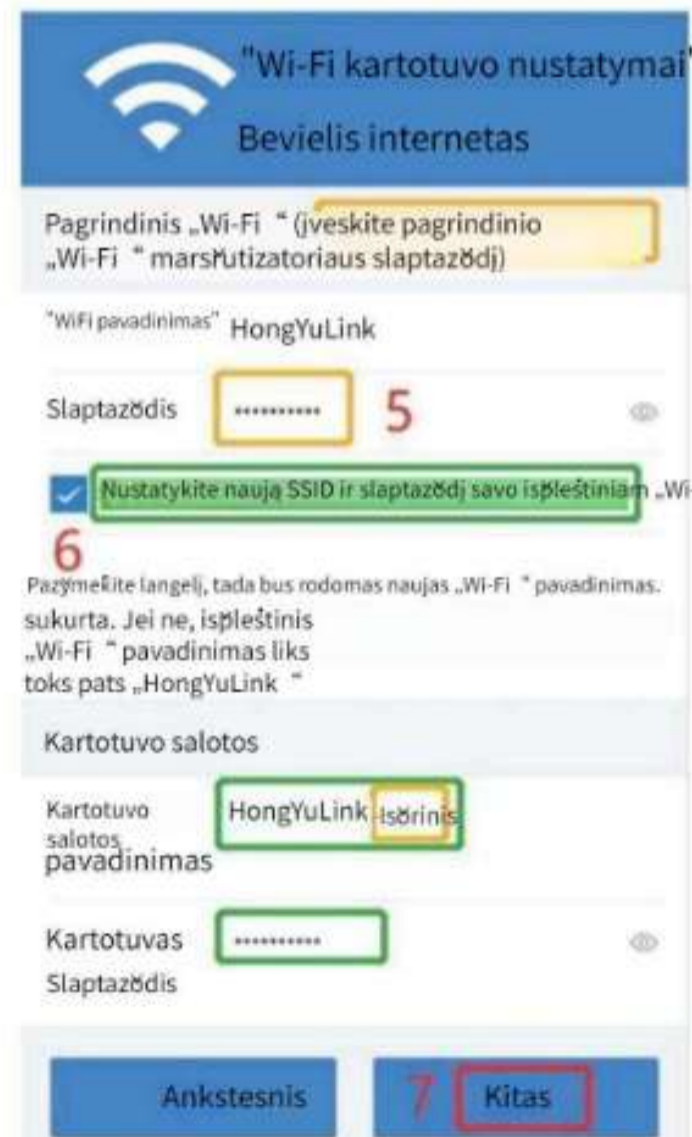 "Wi-Fi kartotuvo nustatymai"
Bevielis internetas
Pagrindinis „Wi-Fi “ (įveskite pagrindinio
„Wi-Fi “ maršrutizatoriaus slaptažodį)
"WiFi pavadinimas" HongYuLink
Slaptažodis •••••••••• 5
Nustatykite naują SSID ir slaptažodį savo išplėstiniam „Wi-
6
Pažymėkite langelį, tada bus rodomas naujas „Wi-Fi “ pavadinimas.
sukurta. Jei ne, išplėstinis
„Wi-Fi “ pavadinimas liks
toks pats „HongYuLink “
Kartotuvo salotos
Kartotuvo HongYuLink -Išorinis
salotos
pavadinimas
Kartotuvas ••••••••••
Slaptažodis
Ankstesnis 7 Kitas